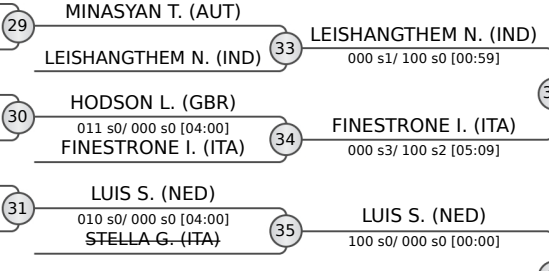 29
MINASYAN T. (AUT)
LEISHANGTHEM N. (IND)
33
LEISHANGTHEM N. (IND)
000 s1/ 100 s0 [00:59]
30
HODSON L. (GBR)
011 s0/ 000 s0 [04:00]
FINESTRONE I. (ITA)
34
FINESTRONE I. (ITA)
000 s3/ 100 s2 [05:09]
31
LUIS S. (NED)
010 s0/ 000 s0 [04:00]
STELLA G. (ITA)
35
LUIS S. (NED)
100 s0/ 000 s0 [00:00]